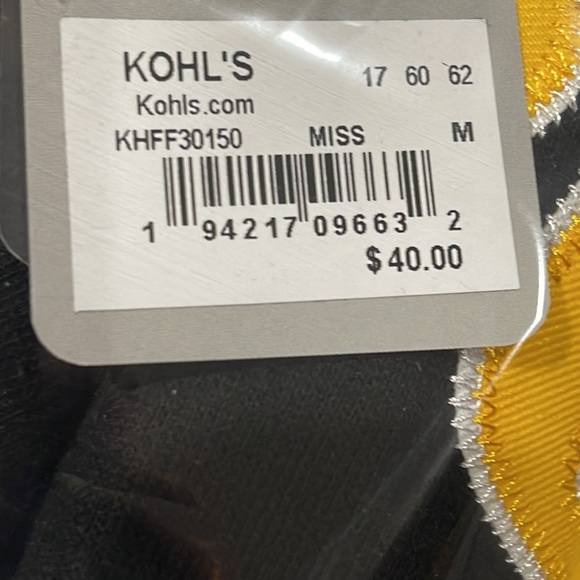 KOHL'S 17 60 62
Kohls.com
KHFF30150 MISS M
1 94217 09663 2
$40.00